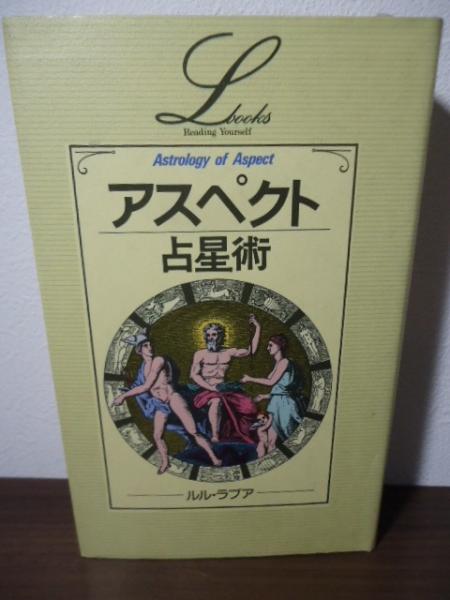 L books
Reading Yourself
Astrology of Aspect
アスペクト
占星術
ルル・ラブア